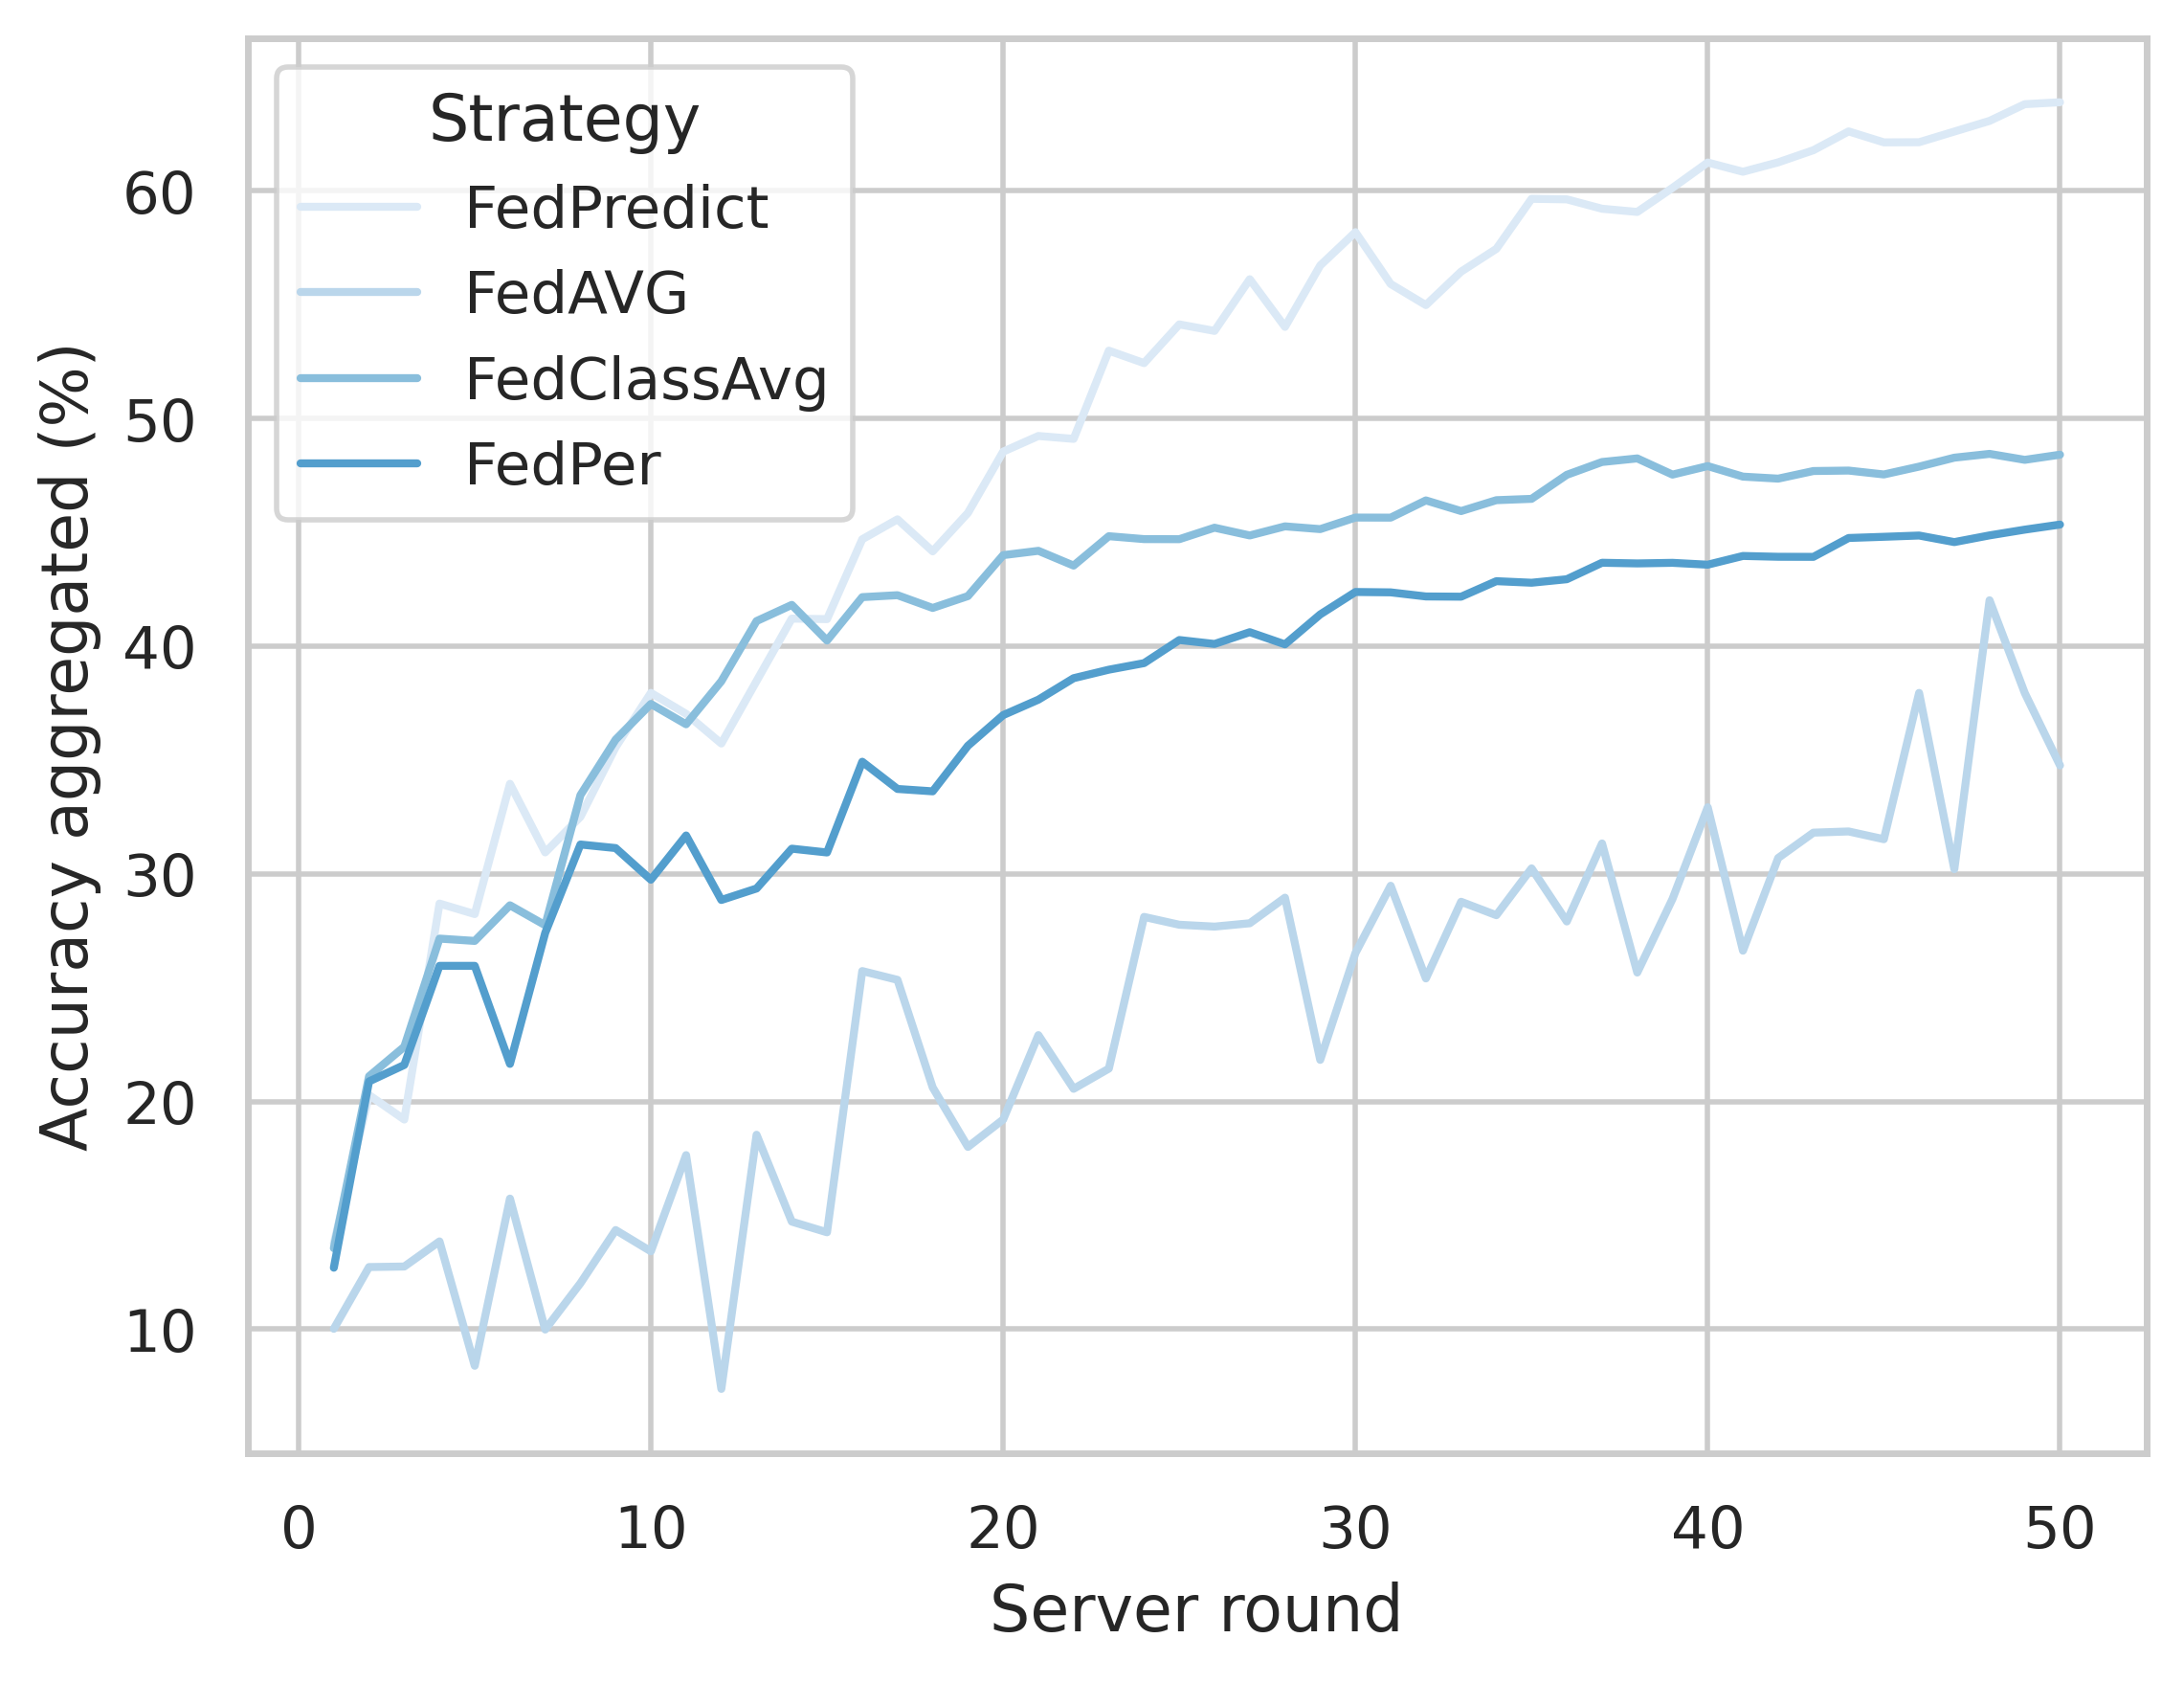 Strategy
FedPredict
FedAVG
FedClassAvg
FedPer
Accuracy aggregated (%)
60
50
40
30
20
10
0 10 20 30 40 50
Server round